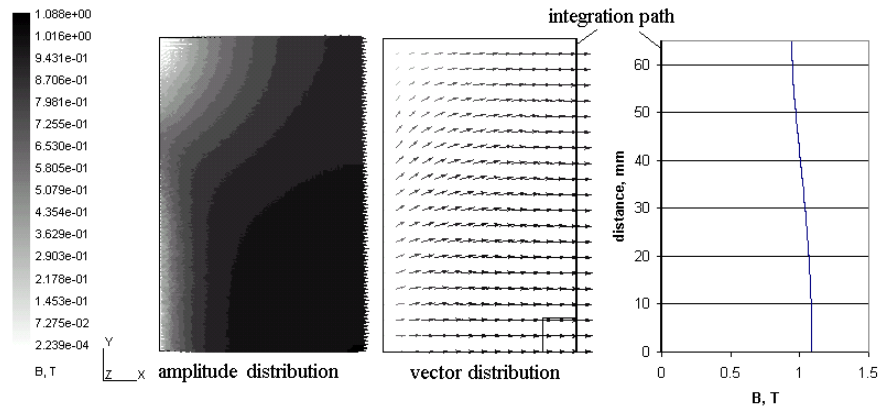 integration path
1.088e+00
1.016e+00
9.431e-01
8.706e-01
7.981e-01
7.255e-01
6.530e-01
5.805e-01
5.079e-01
4.354e-01
3.628e-01
2.903e-01
2.178e-01
1.453e-01
7.275e-02
2.239e-04
B, T
Y
Z X
amplitude distribution
vector distribution
distance, mm
60
50
40
30
20
10
0
0 0.5 1 1.5
B, T